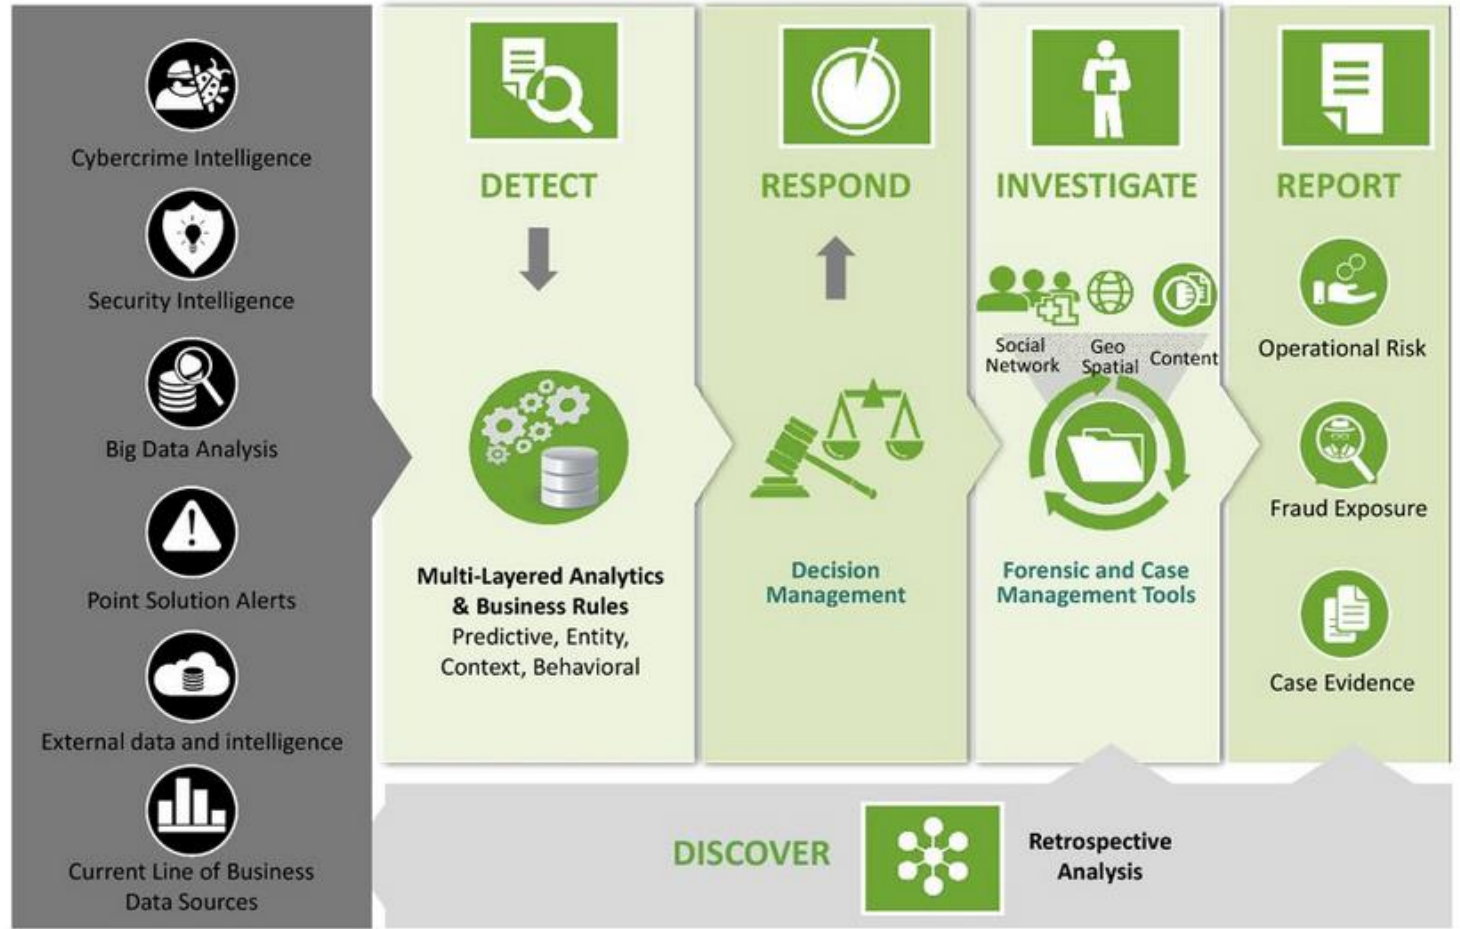 Cybercrime Intelligence
Security Intelligence
Big Data Analysis
Point Solution Alerts
External data and intelligence
Current Line of Business
Data Sources
DETECT
Multi-Layered Analytics
& Business Rules
Predictive, Entity,
Context, Behavioral
RESPOND
Decision
Management
INVESTIGATE
+1
Social
Network
Geo
Spatial
Content
Forensic and Case
Management Tools
REPORT
Operational Risk
Fraud Exposure
Case Evidence
DISCOVER
Retrospective
Analysis